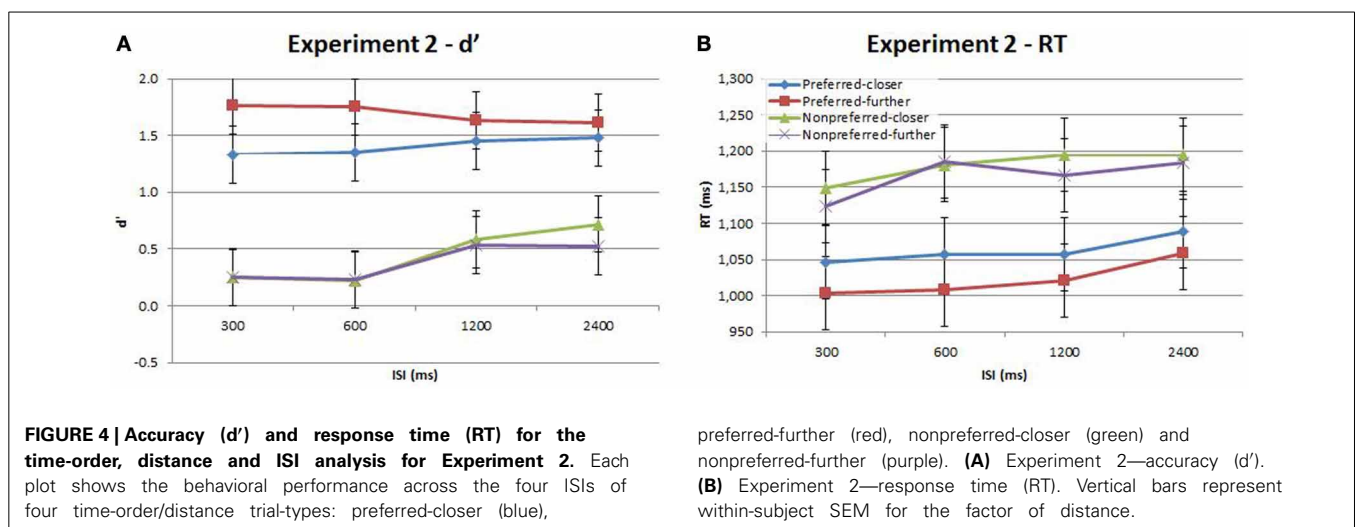 A
Experiment 2 - d'
2.0
1.5
1.0
0.5
0.0
-0.5
d'
300 600 1200 2400
ISI (ms)
B
Experiment 2 - RT
1,300
1,250
1,200
1,150
1,100
1,050
1,000
950
RT (ms)
Preferred-closer
Preferred-further
Nonpreferred-closer
Nonpreferred-further
300 600 1200 2400
ISI (ms)
FIGURE 4 | Accuracy (d′) and response time (RT) for the
time-order, distance and ISI analysis for Experiment 2. Each
plot shows the behavioral performance across the four ISIs of
four time-order/distance trial-types: preferred-closer (blue),
preferred-further (red), nonpreferred-closer (green) and
nonpreferred-further (purple). (A) Experiment 2—accuracy (d′).
(B) Experiment 2—response time (RT). Vertical bars represent
within-subject SEM for the factor of distance.